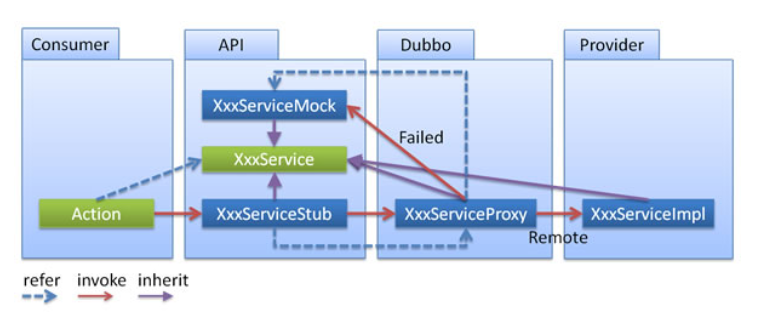 Consumer
API
Dubbo
Provider
XxxServiceMock
Failed
XxxService
Action
XxxServiceStub
XxxServiceProxy
XxxServiceImpl
Remote
refer
invoke
inherit